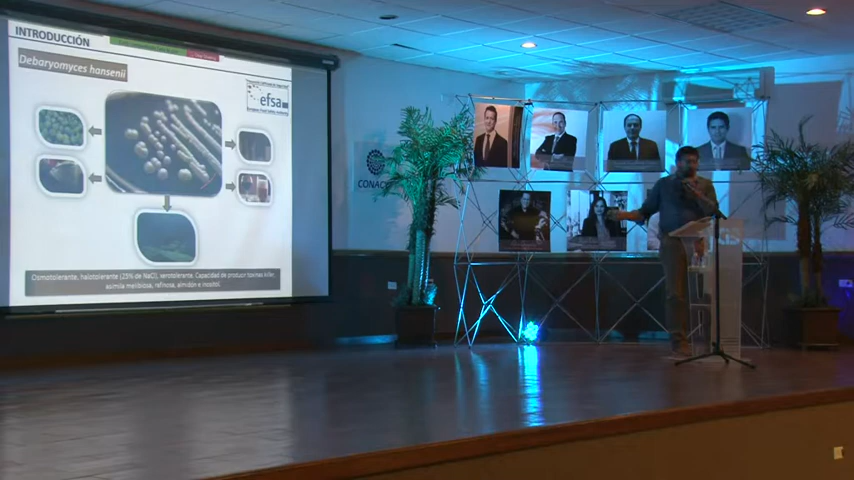 INTRODUCCIÓN
Debaryomyces hansenii
efsa
CONAC
Osmotolerante, halotolerante (25% de NaCl), xerotolerante. Capacidad de producir toxinas killer,
asimila melibiosa, rafinosa, almidón e inositol.